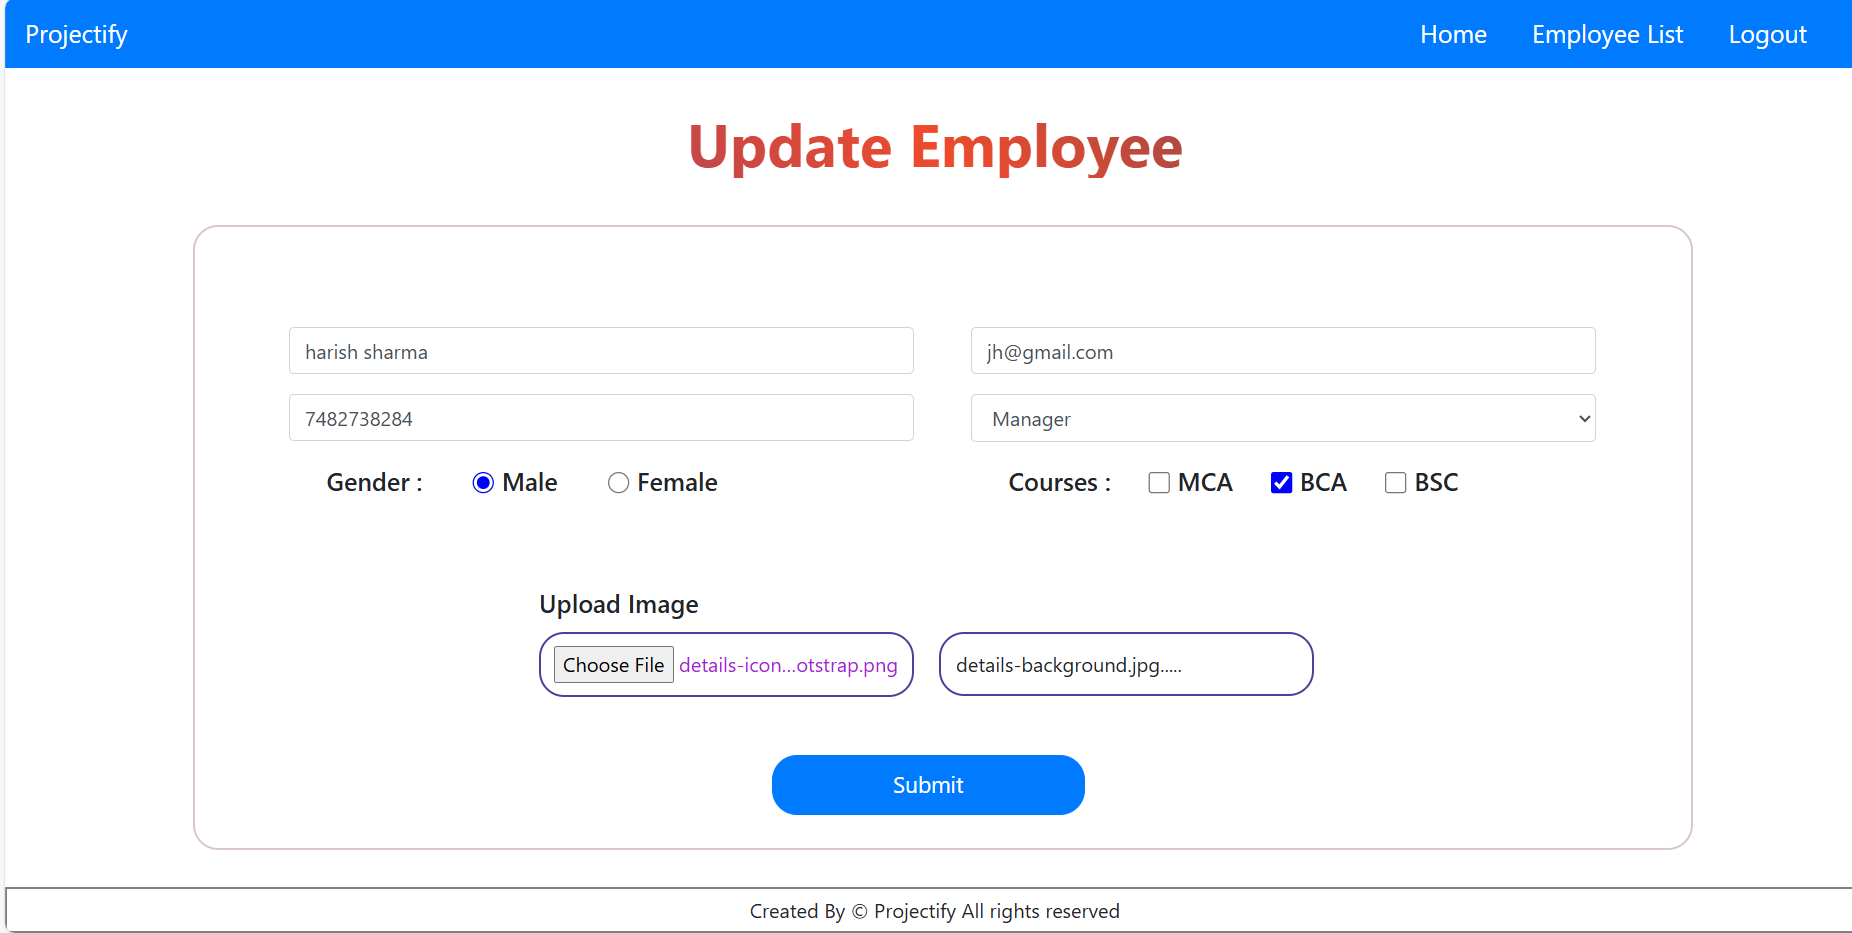 Projectify Home Employee List Logout
Update Employee
harish sharma jh@gmail.com
7482738284 Manager
Gender : Male Female Courses : MCA BCA BSC
Upload Image
Choose File details-icon...otstrap.png details-background.jpg.....
Submit
Created By © Projectify All rights reserved